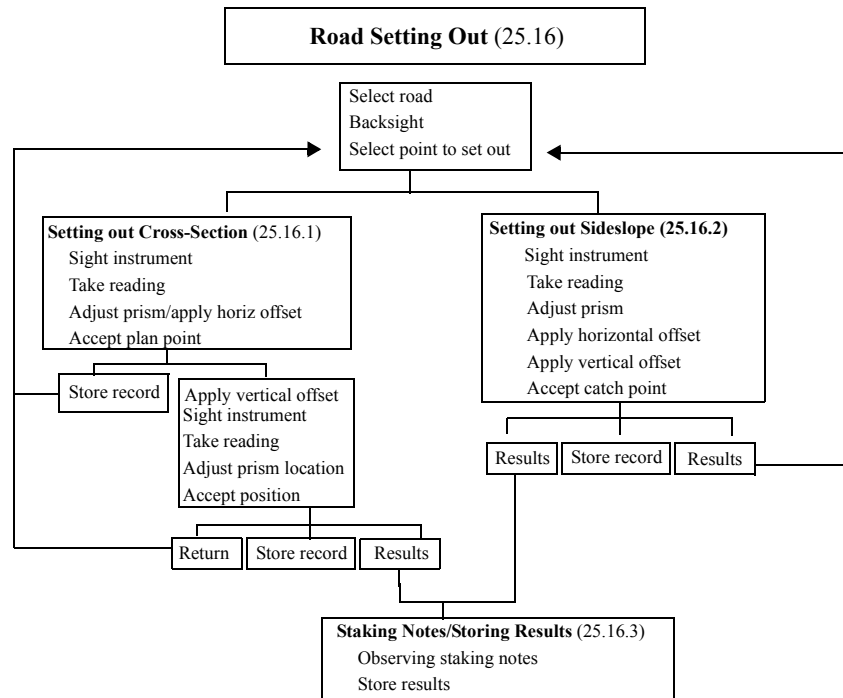 Road Setting Out (25.16)
Select road
Backsight
Select point to set out
Setting out Cross-Section (25.16.1)
Sight instrument
Take reading
Adjust prism/apply horiz offset
Accept plan point
Setting out Sideslope (25.16.2)
Sight instrument
Take reading
Adjust prism
Apply horizontal offset
Apply vertical offset
Accept catch point
Store record
Apply vertical offset
Sight instrument
Take reading
Adjust prism location
Accept position
Results
Store record
Results
Return
Store record
Results
Staking Notes/Storing Results (25.16.3)
Observing staking notes
Store results